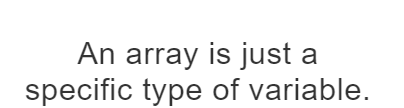 An array is just a
specific type of variable.